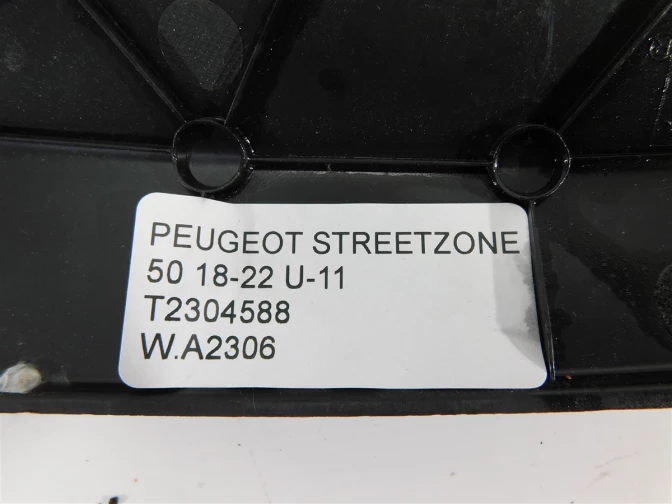 PEUGEOT STREETZONE
50 18-22 U-11
T2304588
W.A2306